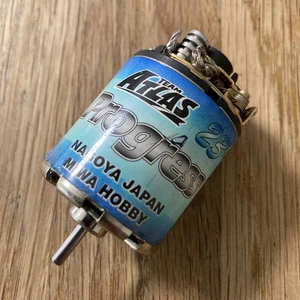 TEAM
ATLAS
Progress
23
NAGOYA JAPAN
MIWA HOBBY